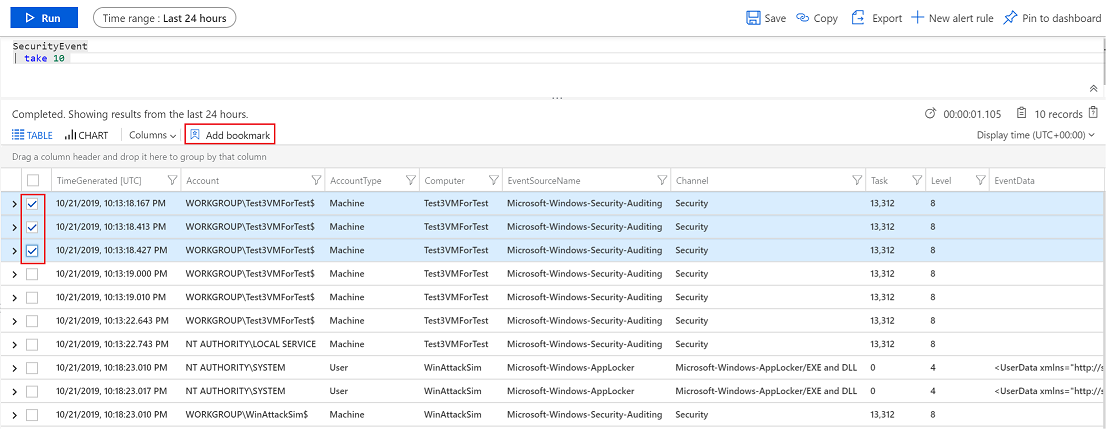 Run Time range : Last 24 hours Save Copy Export New alert rule Pin to dashboard
SecurityEvent
| take 10
Completed. Showing results from the last 24 hours. 00:00:01.105 10 records
TABLE CHART Columns Add bookmark Display time (UTC+00:00)
Drag a column header and drop it here to group by that column
TimeGenerated [UTC] Account AccountType Computer EventSourceName Channel Task Level EventData
10/21/2019, 10:13:18.167 PM WORKGROUP\Test3VMForTest$ Machine Test3VMForTest Microsoft-Windows-Security-Auditing Security 13,312 8
10/21/2019, 10:13:18.413 PM WORKGROUP\Test3VMForTest$ Machine Test3VMForTest Microsoft-Windows-Security-Auditing Security 13,312 8
10/21/2019, 10:13:18.427 PM WORKGROUP\Test3VMForTest$ Machine Test3VMForTest Microsoft-Windows-Security-Auditing Security 13,312 8
10/21/2019, 10:13:19.000 PM WORKGROUP\Test3VMForTest$ Machine Test3VMForTest Microsoft-Windows-Security-Auditing Security 13,312 8
10/21/2019, 10:13:19.010 PM WORKGROUP\Test3VMForTest$ Machine Test3VMForTest Microsoft-Windows-Security-Auditing Security 13,312 8
10/21/2019, 10:13:22.643 PM WORKGROUP\Test3VMForTest$ Machine Test3VMForTest Microsoft-Windows-Security-Auditing Security 13,312 8
10/21/2019, 10:13:22.743 PM NT AUTHORITY\LOCAL SERVICE Machine Test3VMForTest Microsoft-Windows-Security-Auditing Security 13,312 8
10/21/2019, 10:18:23.010 PM NT AUTHORITY\SYSTEM User WinAttackSim Microsoft-Windows-AppLocker Microsoft-Windows-AppLocker/EXE and DLL 0 4 <UserData xmlns="http://s
10/21/2019, 10:18:23.017 PM NT AUTHORITY\SYSTEM User WinAttackSim Microsoft-Windows-AppLocker Microsoft-Windows-AppLocker/EXE and DLL 0 4 <UserData xmlns="http://s
10/21/2019, 10:18:23.010 PM WORKGROUP\WinAttackSim$ Machine WinAttackSim Microsoft-Windows-Security-Auditing Security 13,312 8